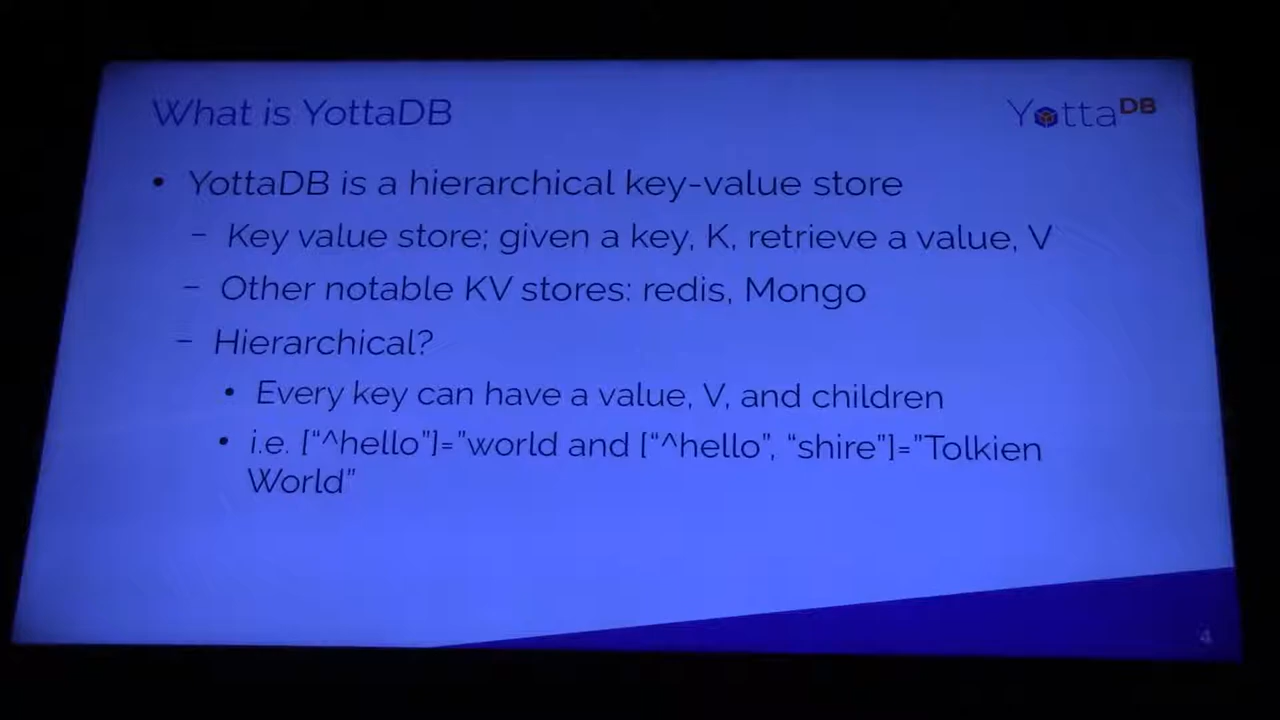 What is YottaDB
YottaDB
• YottaDB is a hierarchical key-value store
– Key value store; given a key, K, retrieve a value, V
– Other notable KV stores: redis, Mongo
– Hierarchical?
• Every key can have a value, V, and children
• i.e. [“^hello”]=”world and [“^hello”, “shire”]=”Tolkien
World”
4